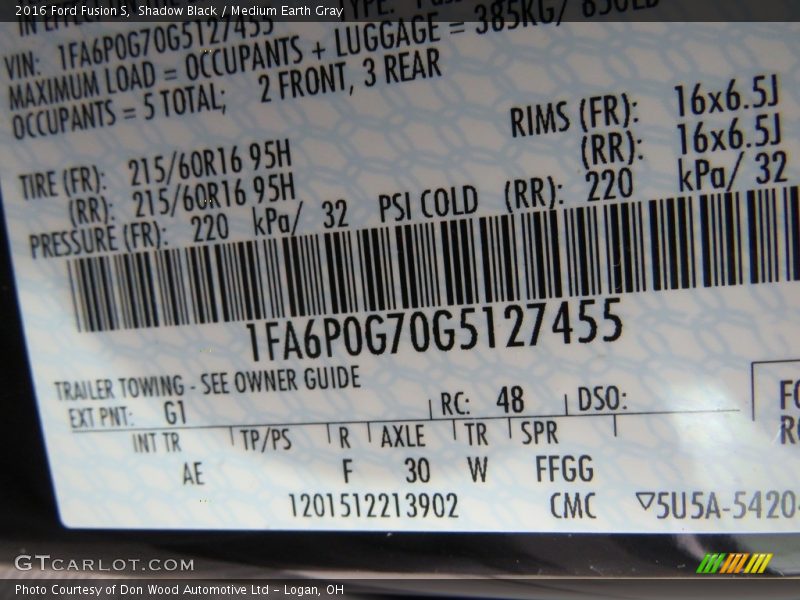 2016 Ford Fusion S, Shadow Black / Medium Earth Gray
VIN: 1FA6P0G70G5127455
MAXIMUM LOAD = OCCUPANTS + LUGGAGE = 385KG/ 850LB
OCCUPANTS = 5 TOTAL; 2 FRONT, 3 REAR
RIMS (FR): 16x6.5J
TIRE (FR): 215/60R16 95H (RR): 16x6.5J
(RR): 215/60R16 95H
PRESSURE (FR): 220 kPa/ 32 PSI COLD (RR): 220 kPa/ 32
1FA6P0G70G5127455
TRAILER TOWING - SEE OWNER GUIDE
EXT PNT: G1 RC: 48 DSO:
INT TR TP/PS R AXLE TR SPR
AE F 30 W FFGG
1201512213902 CMC ▽5U5A-5420
GTCARLOT.COM
Photo Courtesy of Don Wood Automotive Ltd - Logan, OH